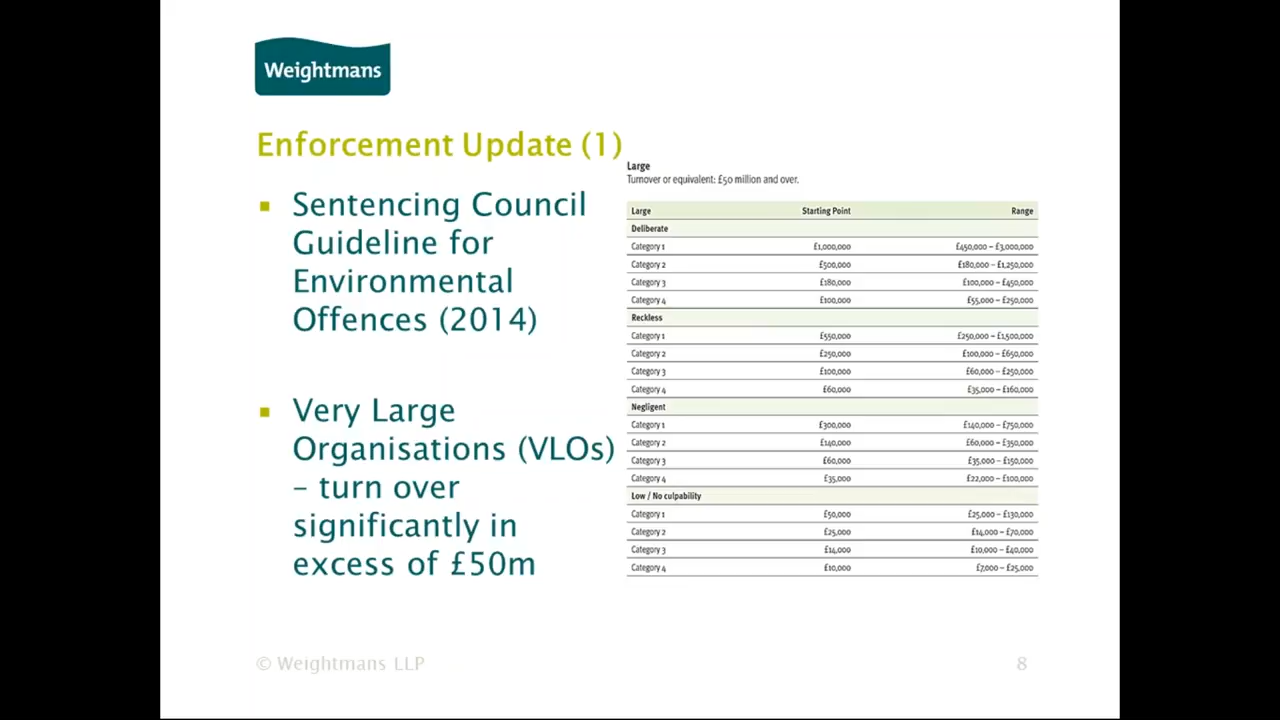 Weightmans
Enforcement Update (1)
▪ Sentencing Council
Guideline for
Environmental
Offences (2014)
▪ Very Large
Organisations (VLOs)
– turn over
significantly in
excess of £50m
Large
Turnover or equivalent: £50 million and over.
Large Starting Point Range
Deliberate
Category 1 £1,000,000 £450,000 – £3,000,000
Category 2 £500,000 £180,000 – £1,250,000
Category 3 £180,000 £100,000 – £450,000
Category 4 £100,000 £55,000 – £250,000
Reckless
Category 1 £550,000 £250,000 – £1,500,000
Category 2 £250,000 £100,000 – £650,000
Category 3 £100,000 £60,000 – £250,000
Category 4 £60,000 £35,000 – £160,000
Negligent
Category 1 £300,000 £140,000 – £750,000
Category 2 £140,000 £60,000 – £350,000
Category 3 £60,000 £35,000 – £150,000
Category 4 £35,000 £22,000 – £100,000
Low / No culpability
Category 1 £50,000 £25,000 – £130,000
Category 2 £25,000 £14,000 – £70,000
Category 3 £14,000 £10,000 – £40,000
Category 4 £10,000 £7,000 – £25,000
© Weightmans LLP
8